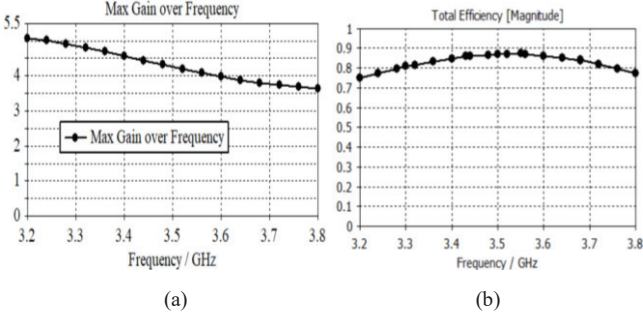 Max Gain over Frequency
5.5
4
3
2
1
0
3.2 3.3 3.4 3.5 3.6 3.7 3.8
Frequency / GHz
Max Gain over Frequency
(a)
Total Efficiency [Magnitude]
1
0.9
0.8
0.7
0.6
0.5
0.4
0.3
0.2
0.1
0
3.2 3.3 3.4 3.5 3.6 3.7 3.8
Frequency / GHz
(b)